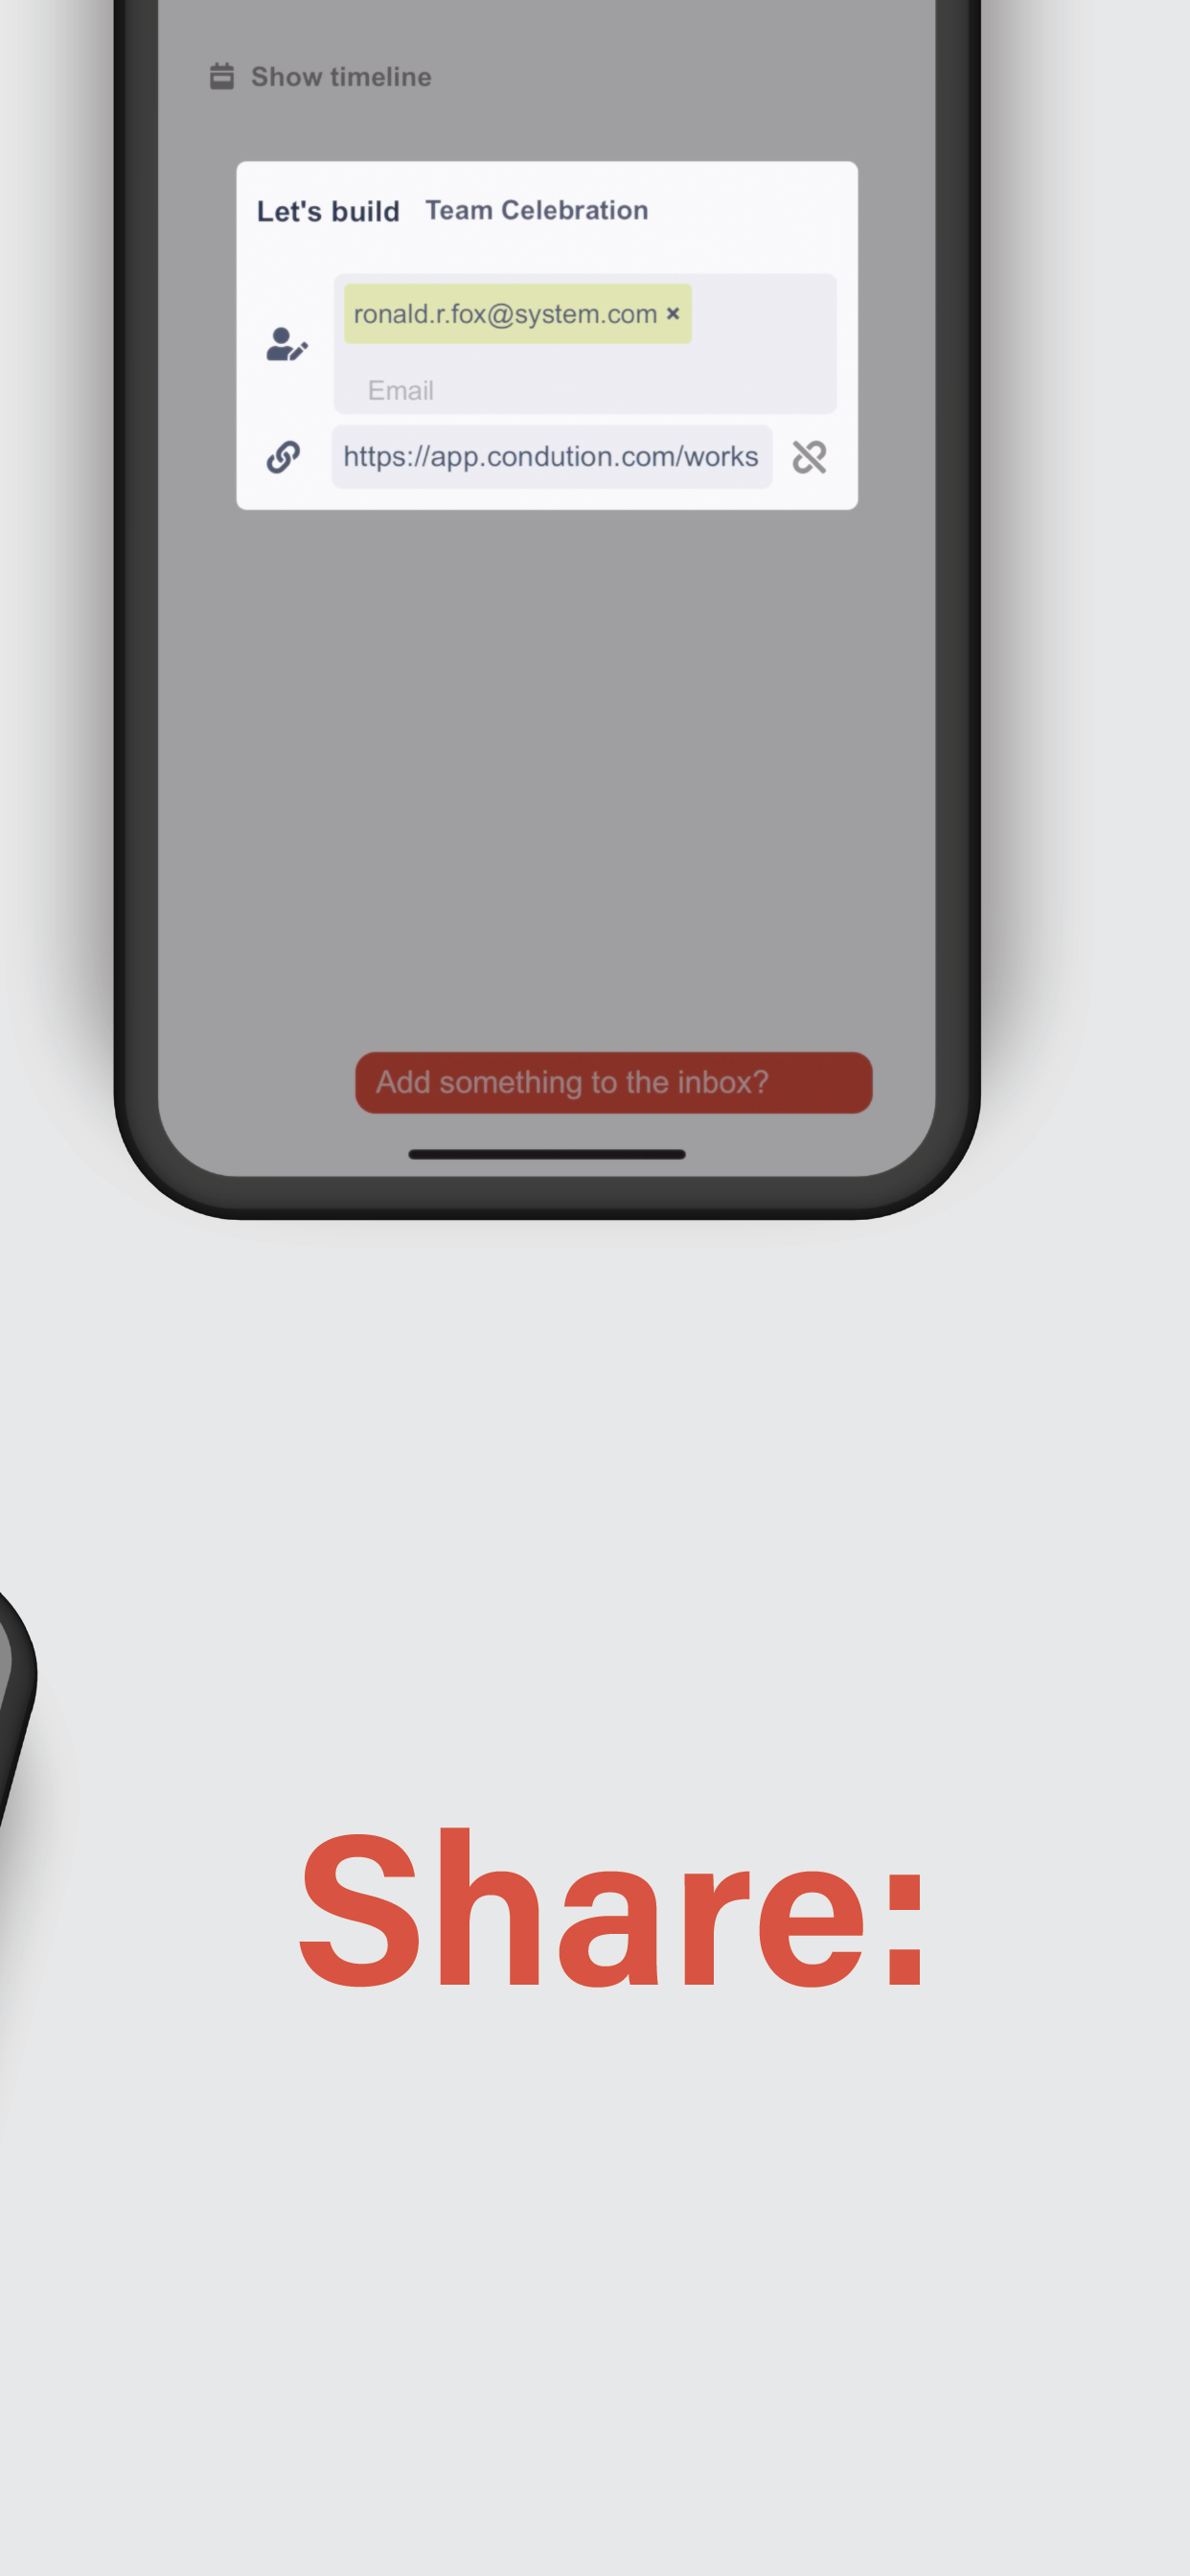 Show timeline
Let's build Team Celebration
ronald.r.fox@system.com ×
Email
https://app.condution.com/works
Add something to the inbox?
Share: